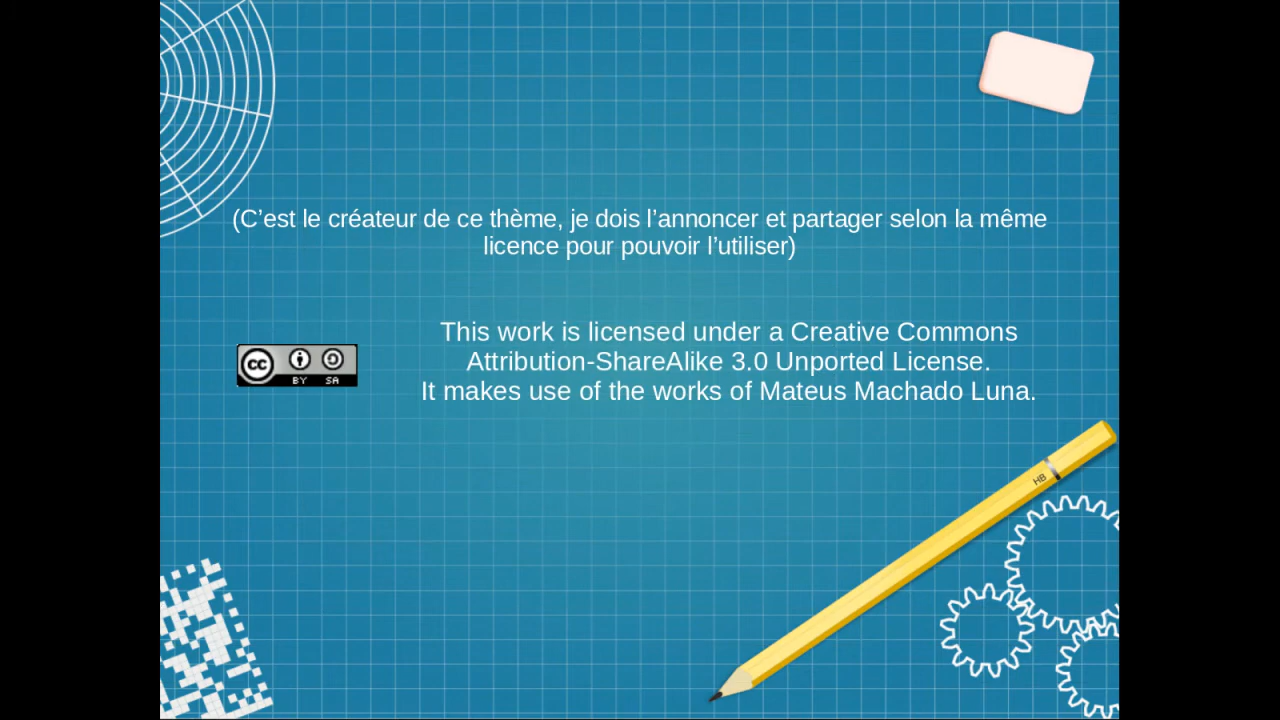 (C’est le créateur de ce thème, je dois l’annoncer et partager selon la même
licence pour pouvoir l’utiliser)
This work is licensed under a Creative Commons
Attribution-ShareAlike 3.0 Unported License.
It makes use of the works of Mateus Machado Luna.
cc
BY SA
HB